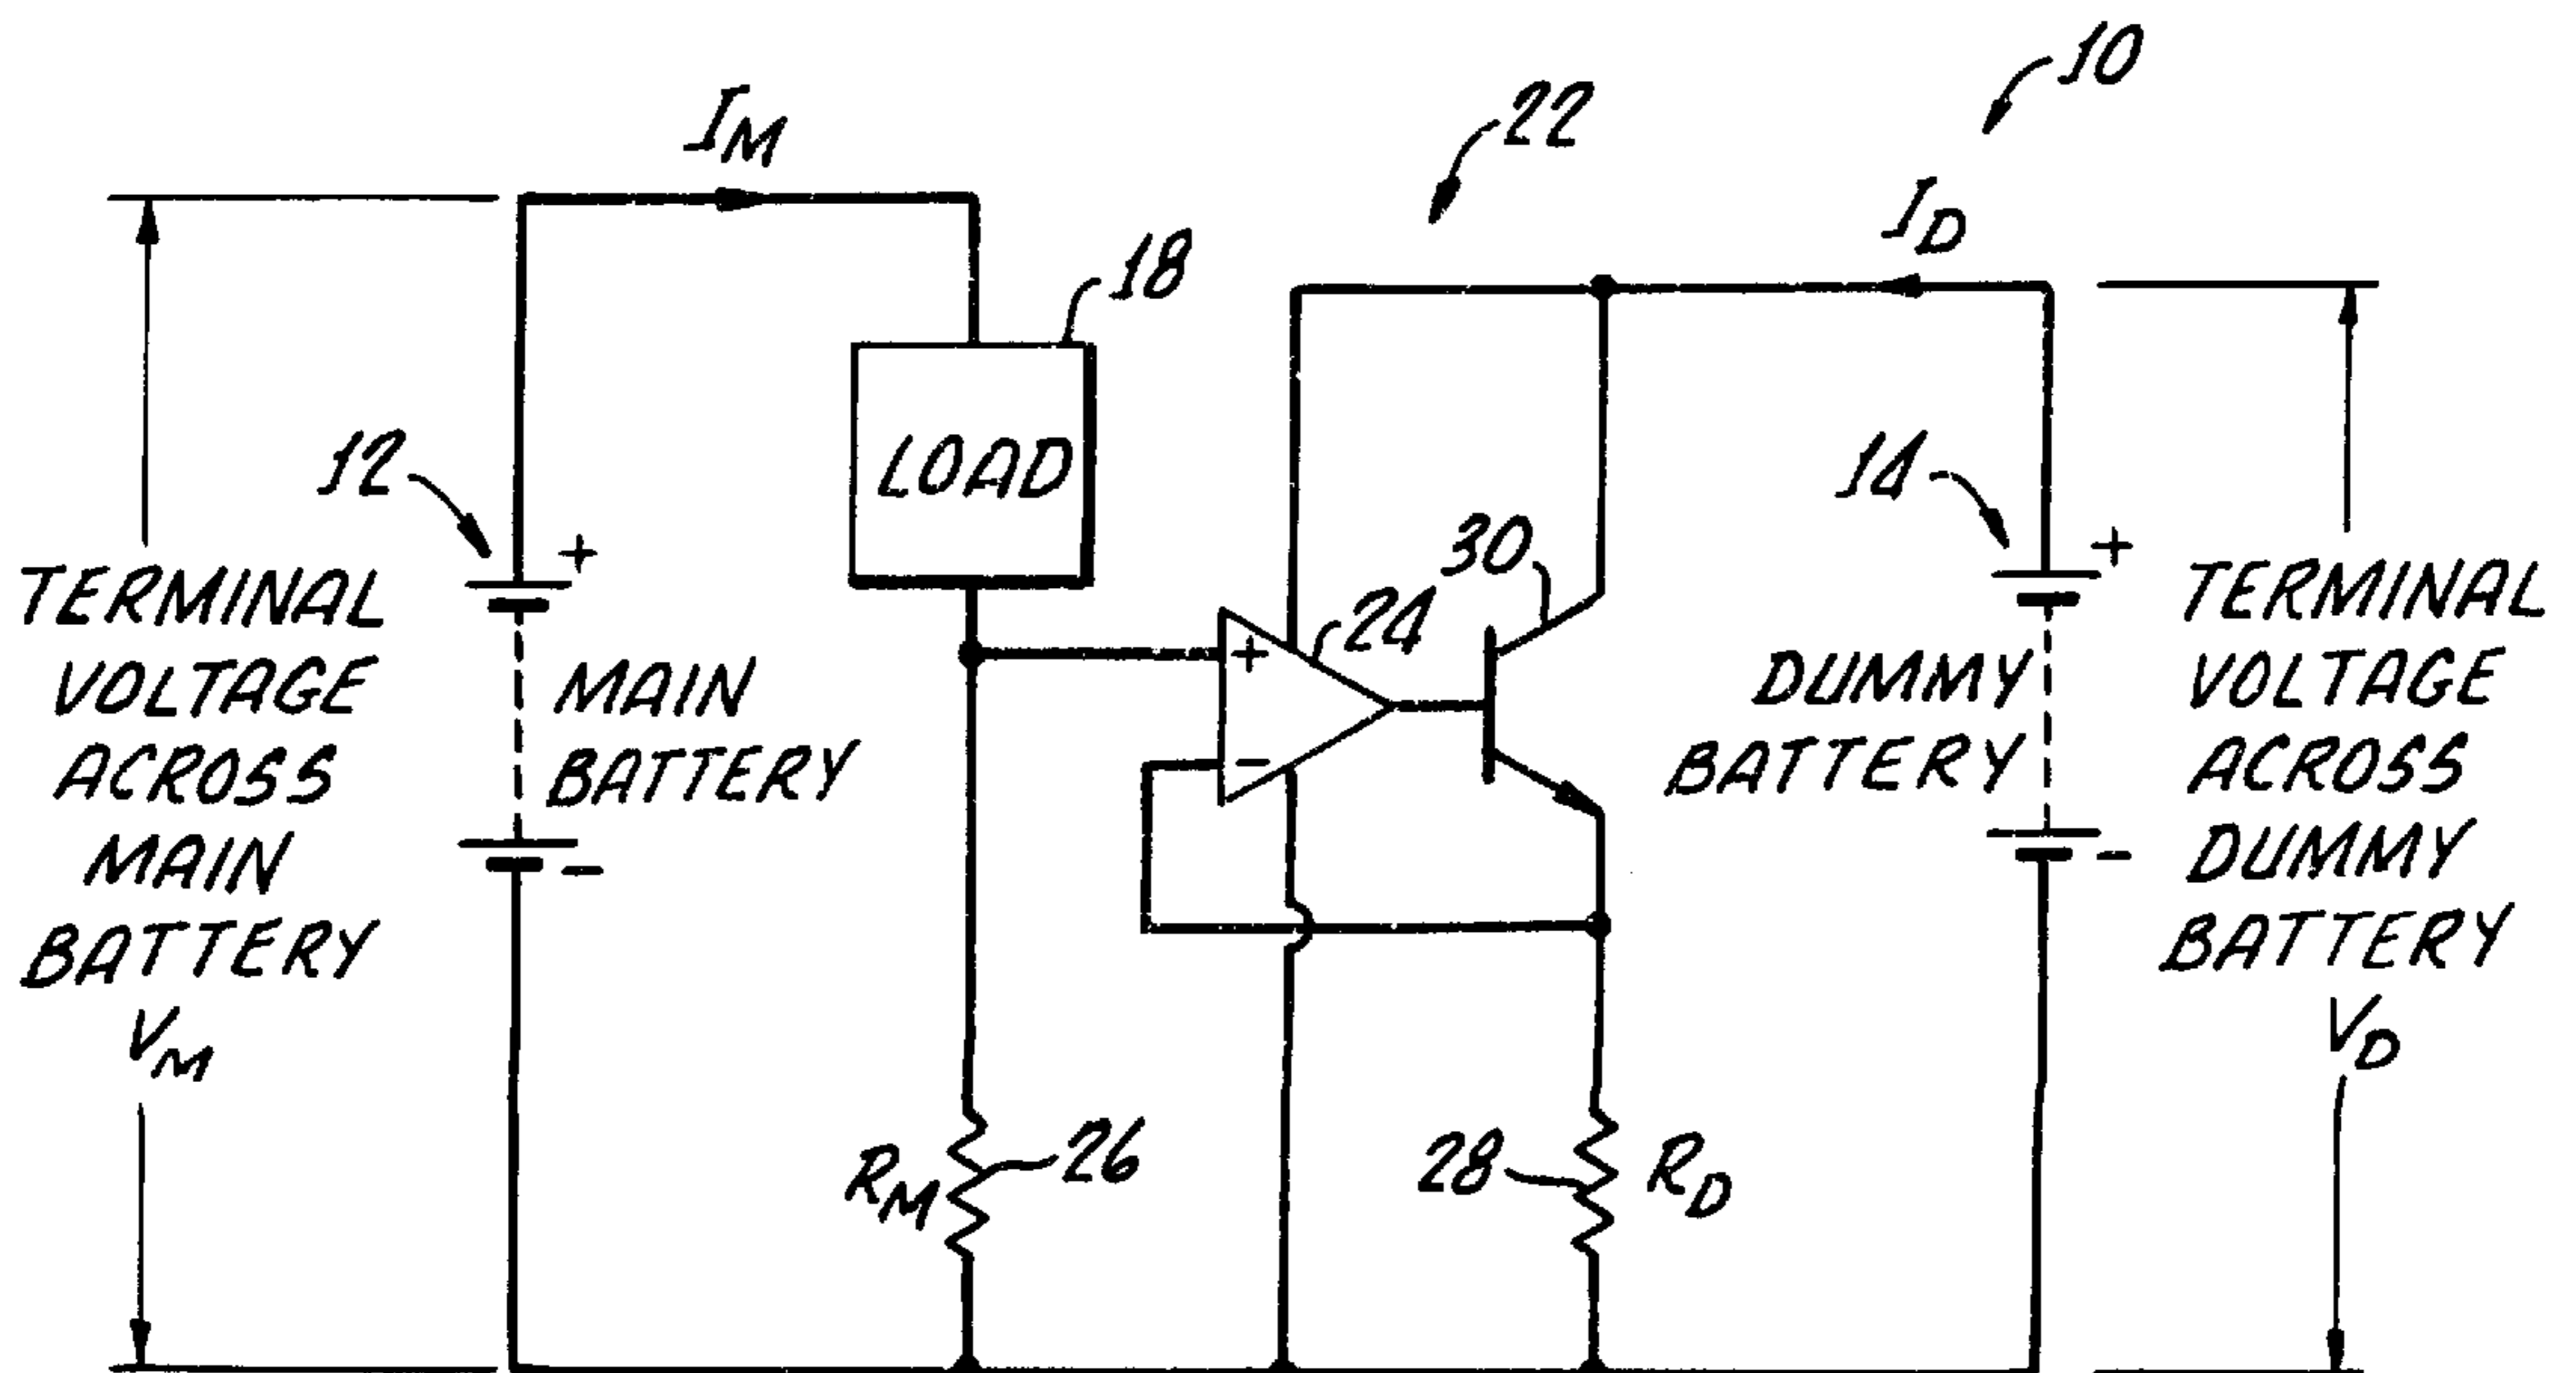 10
22
I_M
I_D
18
LOAD
12
14
+
+
30
24
TERMINAL
VOLTAGE
ACROSS
MAIN
BATTERY
V_M
MAIN
BATTERY
-
+
-
DUMMY
BATTERY
-
TERMINAL
VOLTAGE
ACROSS
DUMMY
BATTERY
V_D
R_M
26
28
R_D